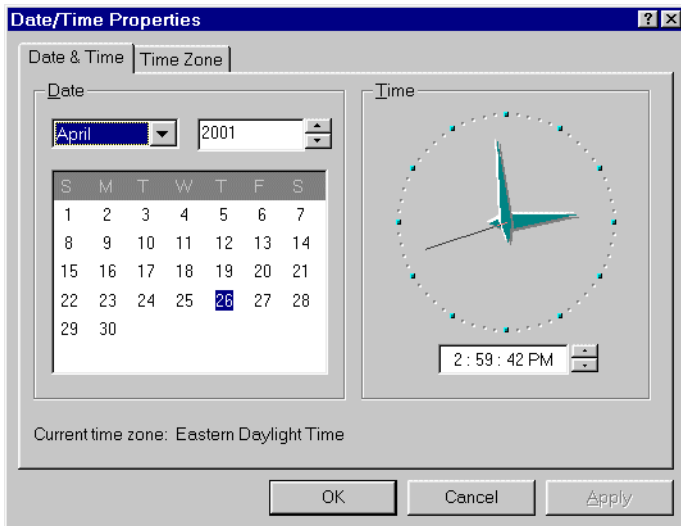 Date/Time Properties
Date & Time Time Zone
Date
April 2001
S M T W T F S
1 2 3 4 5 6 7
8 9 10 11 12 13 14
15 16 17 18 19 20 21
22 23 24 25 26 27 28
29 30
Time
2 : 59 : 42 PM
Current time zone: Eastern Daylight Time
OK Cancel Apply